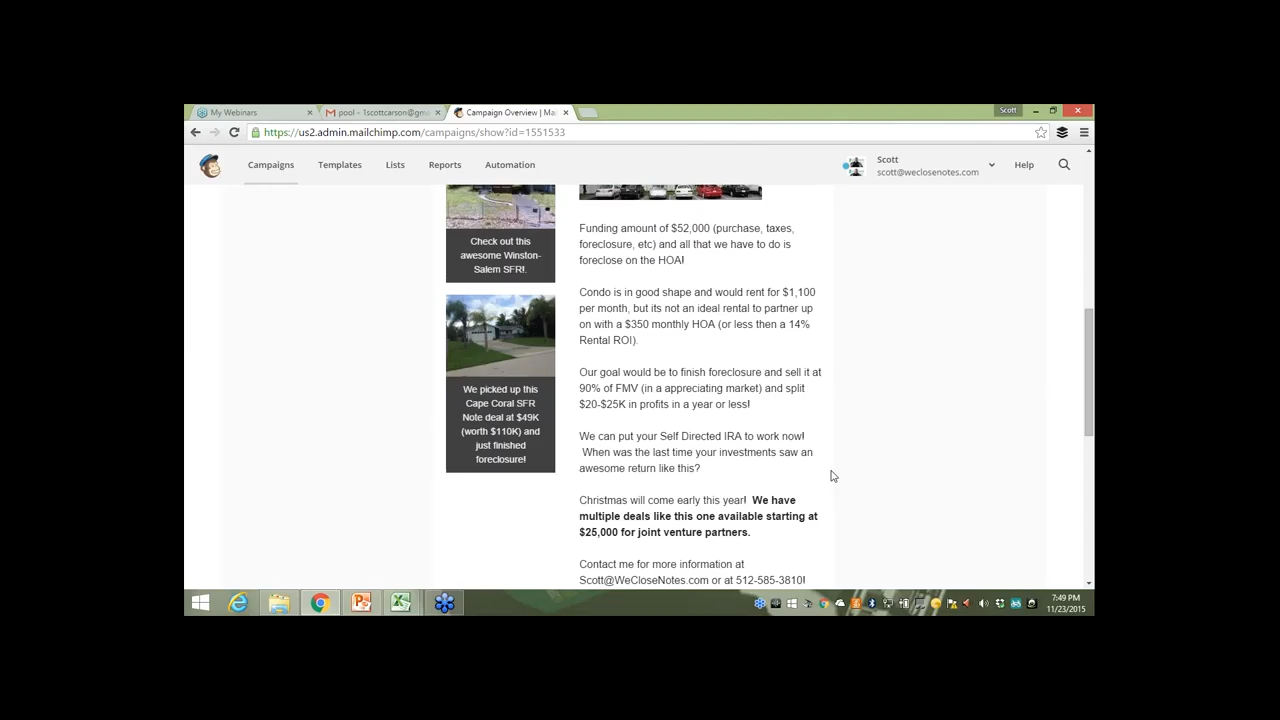 My Webinars
pool - 1scottcarson@gm
Campaign Overview | Ma
Scott
https://us2.admin.mailchimp.com/campaigns/show?id=1551533
Campaigns
Templates
Lists
Reports
Automation
Scott
scott@weclosenotes.com
Help
Check out this
awesome Winston-
Salem SFR!.
We picked up this
Cape Coral SFR
Note deal at $49K
(worth $110K) and
just finished
foreclosure!
Funding amount of $52,000 (purchase, taxes,
foreclosure, etc) and all that we have to do is
foreclose on the HOA!
Condo is in good shape and would rent for $1,100
per month, but its not an ideal rental to partner up
on with a $350 monthly HOA (or less then a 14%
Rental ROI).
Our goal would be to finish foreclosure and sell it at
90% of FMV (in a appreciating market) and split
$20-$25K in profits in a year or less!
We can put your Self Directed IRA to work now!
When was the last time your investments saw an
awesome return like this?
Christmas will come early this year! We have
multiple deals like this one available starting at
$25,000 for joint venture partners.
Contact me for more information at
Scott@WeCloseNotes.com or at 512-585-3810!
7:49 PM
11/23/2015